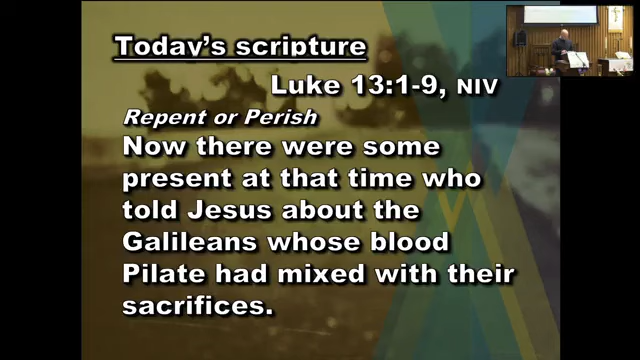 Today's scripture
Luke 13:1-9, NIV
Repent or Perish
Now there were some
present at that time who
told Jesus about the
Galileans whose blood
Pilate had mixed with their
sacrifices.